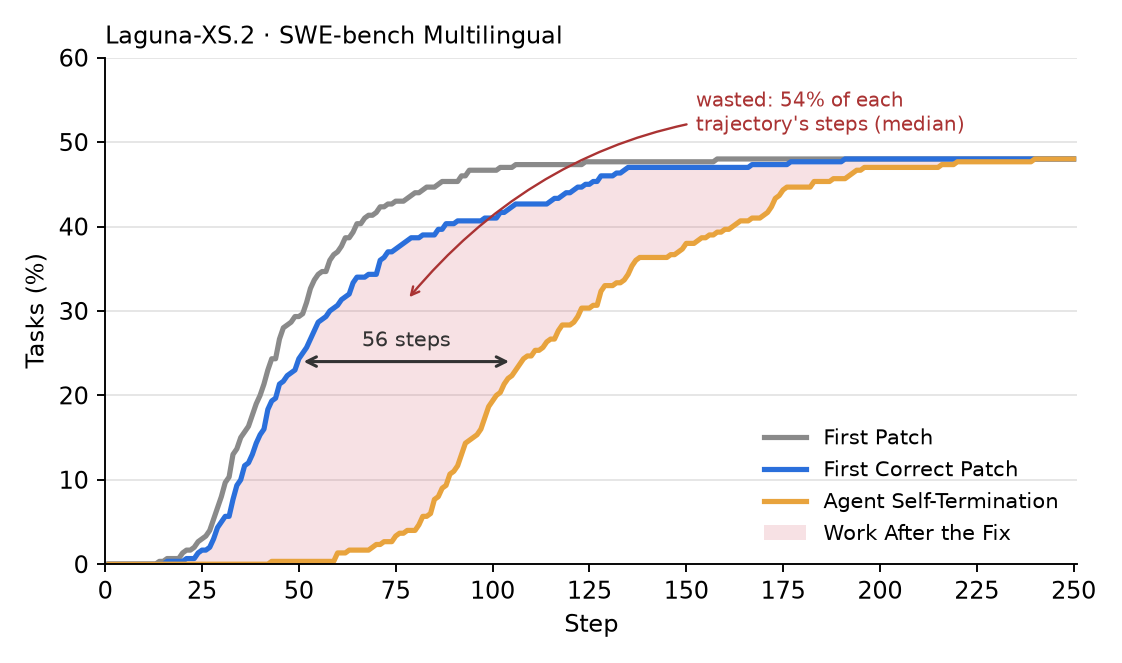 Laguna-XS.2 · SWE-bench Multilingual
60
50
40
30
20
10
0
Tasks (%)
wasted: 54% of each
trajectory's steps (median)
56 steps
First Patch
First Correct Patch
Agent Self-Termination
Work After the Fix
0 25 50 75 100 125 150 175 200 225 250
Step